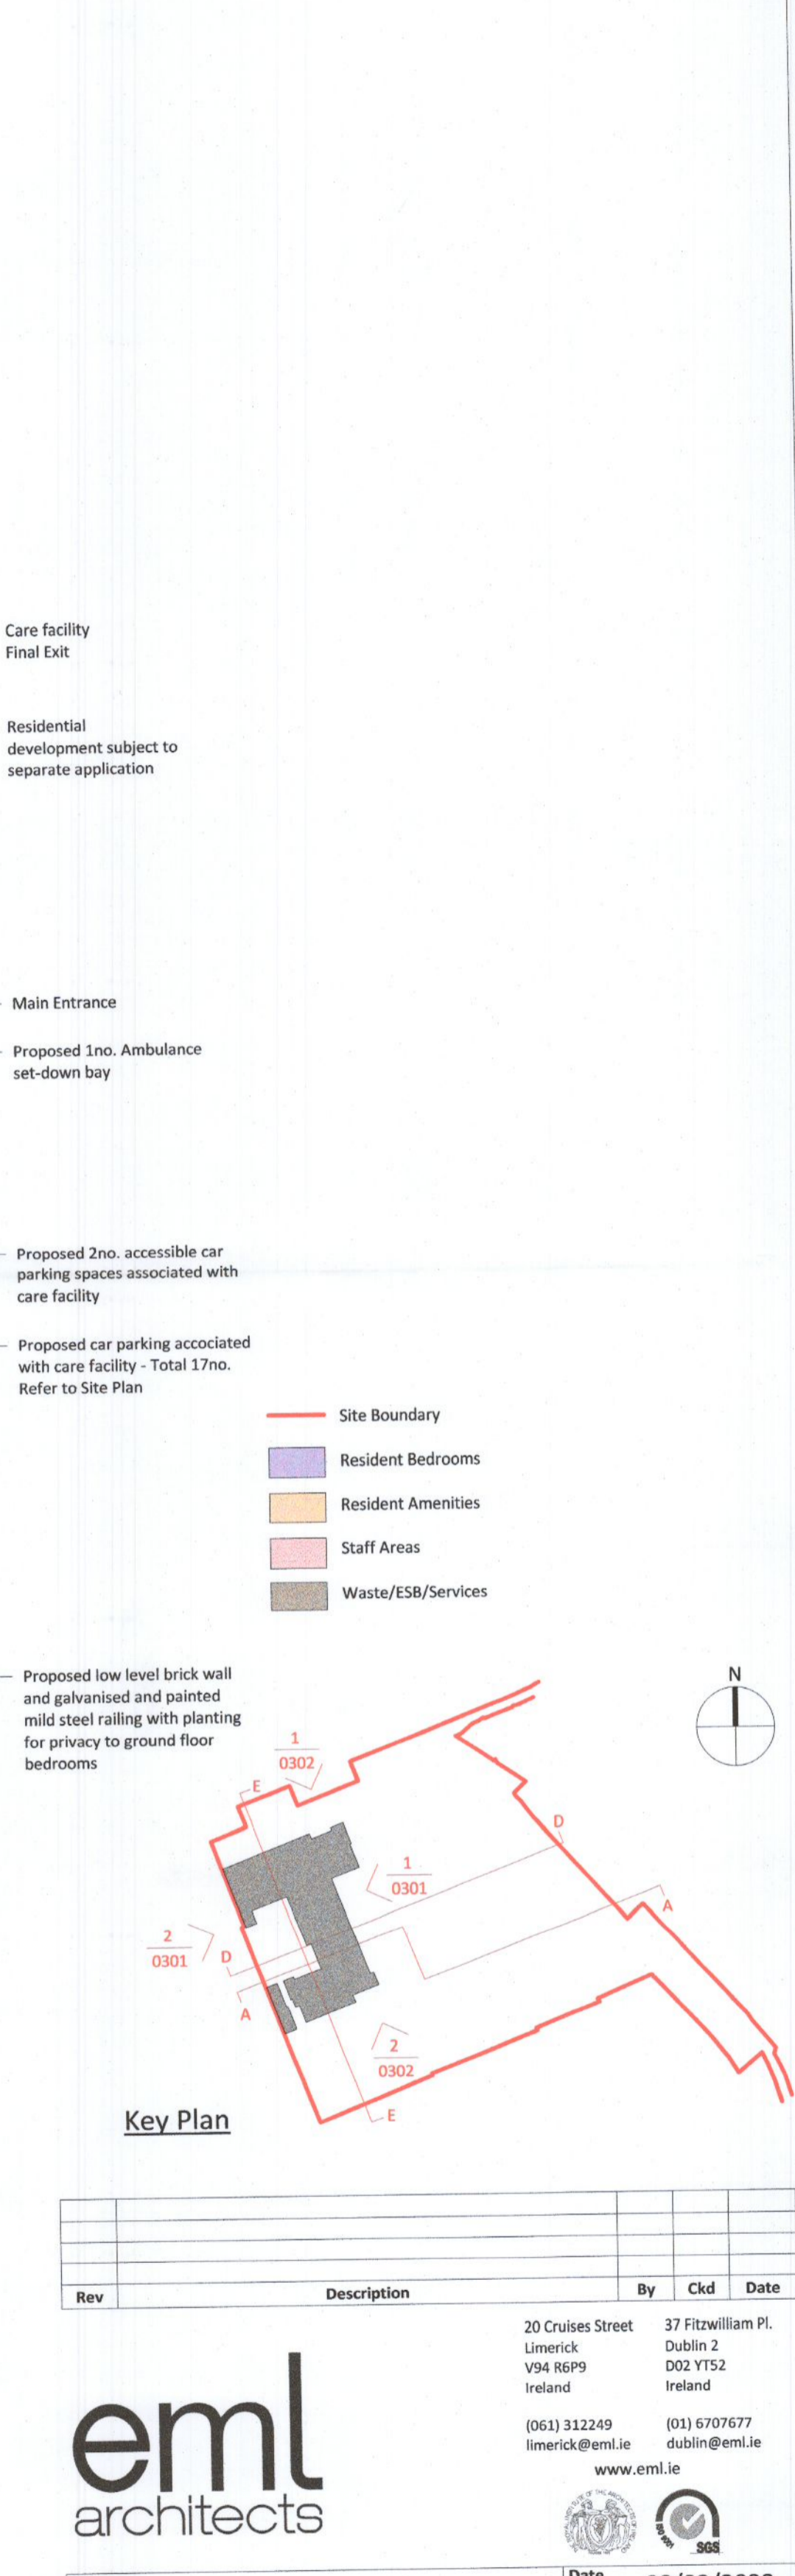 Care facility
Final Exit
Residential
development subject to
separate application
Main Entrance
Proposed 1no. Ambulance
set-down bay
Proposed 2no. accessible car
parking spaces associated with
care facility
Proposed car parking accociated
with care facility - Total 17no.
Refer to Site Plan
Site Boundary
Resident Bedrooms
Resident Amenities
Staff Areas
Waste/ESB/Services
Proposed low level brick wall
and galvanised and painted
mild steel railing with planting
for privacy to ground floor
bedrooms
N
1
0302
E
D
1
0301
A
2
0301
D
A
2
0302
E
Key Plan
Rev Description By Ckd Date
20 Cruises Street
Limerick
V94 R6P9
Ireland
(061) 312249
limerick@eml.ie
37 Fitzwilliam Pl.
Dublin 2
D02 YT52
Ireland
(01) 6707677
dublin@eml.ie
www.eml.ie
eml
architects
ISO 9001
SGS
Date